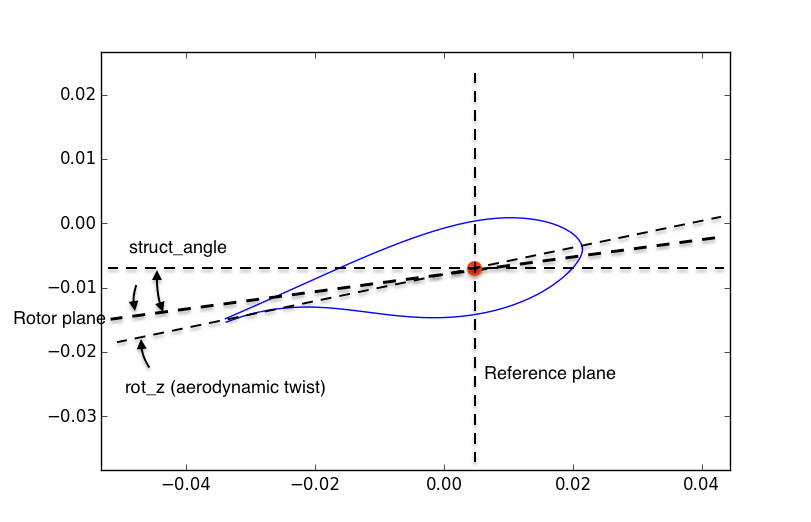 0.02
0.01
0.00
struct_angle
−0.01
Rotor plane
−0.02
Reference plane
rot_z (aerodynamic twist)
−0.03
−0.04 −0.02 0.00 0.02 0.04